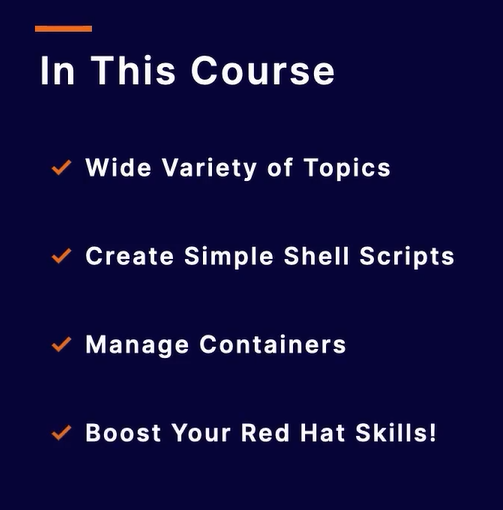 In This Course
Wide Variety of Topics
Create Simple Shell Scripts
Manage Containers
Boost Your Red Hat Skills!